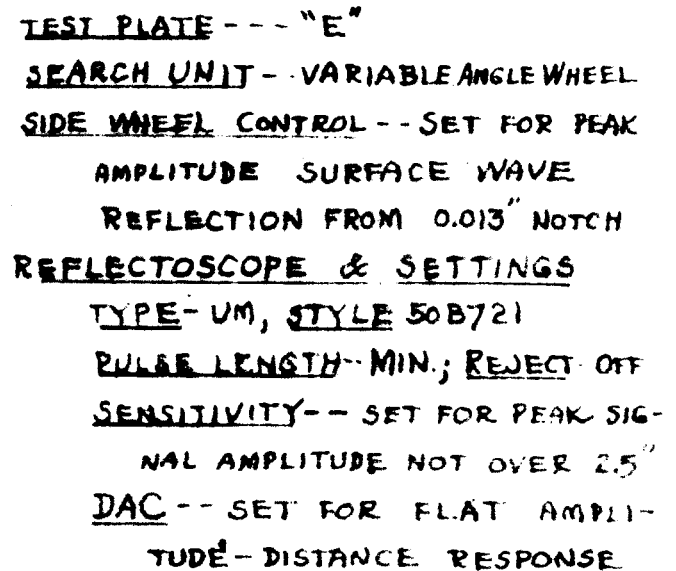 TEST PLATE --- "E"
SEARCH UNIT -- VARIABLE ANGLE WHEEL
SIDE WHEEL CONTROL -- SET FOR PEAK
AMPLITUDE SURFACE WAVE
REFLECTION FROM 0.013" NOTCH
REFLECTOSCOPE & SETTINGS
TYPE - UM, STYLE 50B721
PULSE LENGTH -- MIN.; REJECT - OFF
SENSITIVITY -- SET FOR PEAK SIG-
NAL AMPLITUDE NOT OVER 2.5"
DAC -- SET FOR FLAT AMPLI-
TUDE - DISTANCE RESPONSE